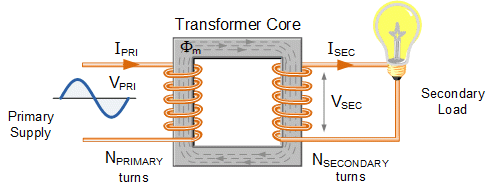 Transformer Core
Φm
IPRI
ISEC
VPRI
VSEC
Primary
Supply
Secondary
Load
NPRIMARY
turns
NSECONDARY
turns